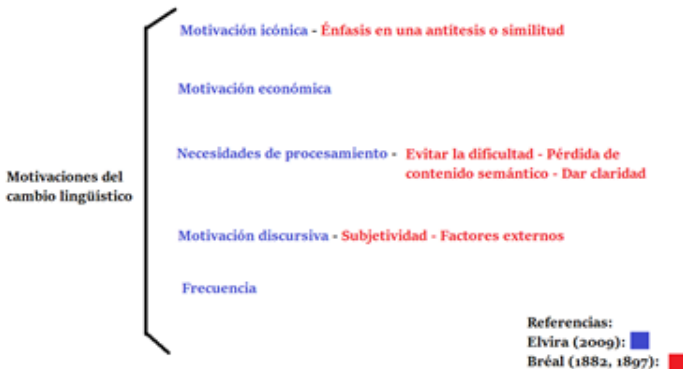 Motivación icónica - Énfasis en una antítesis o similitud
Motivación económica
Necesidades de procesamiento - Evitar la dificultad - Pérdida de
contenido semántico - Dar claridad
Motivaciones del
cambio lingüístico
Motivación discursiva - Subjetividad - Factores externos
Frecuencia
Referencias:
Elvira (2009):
Bréal (1882, 1897):